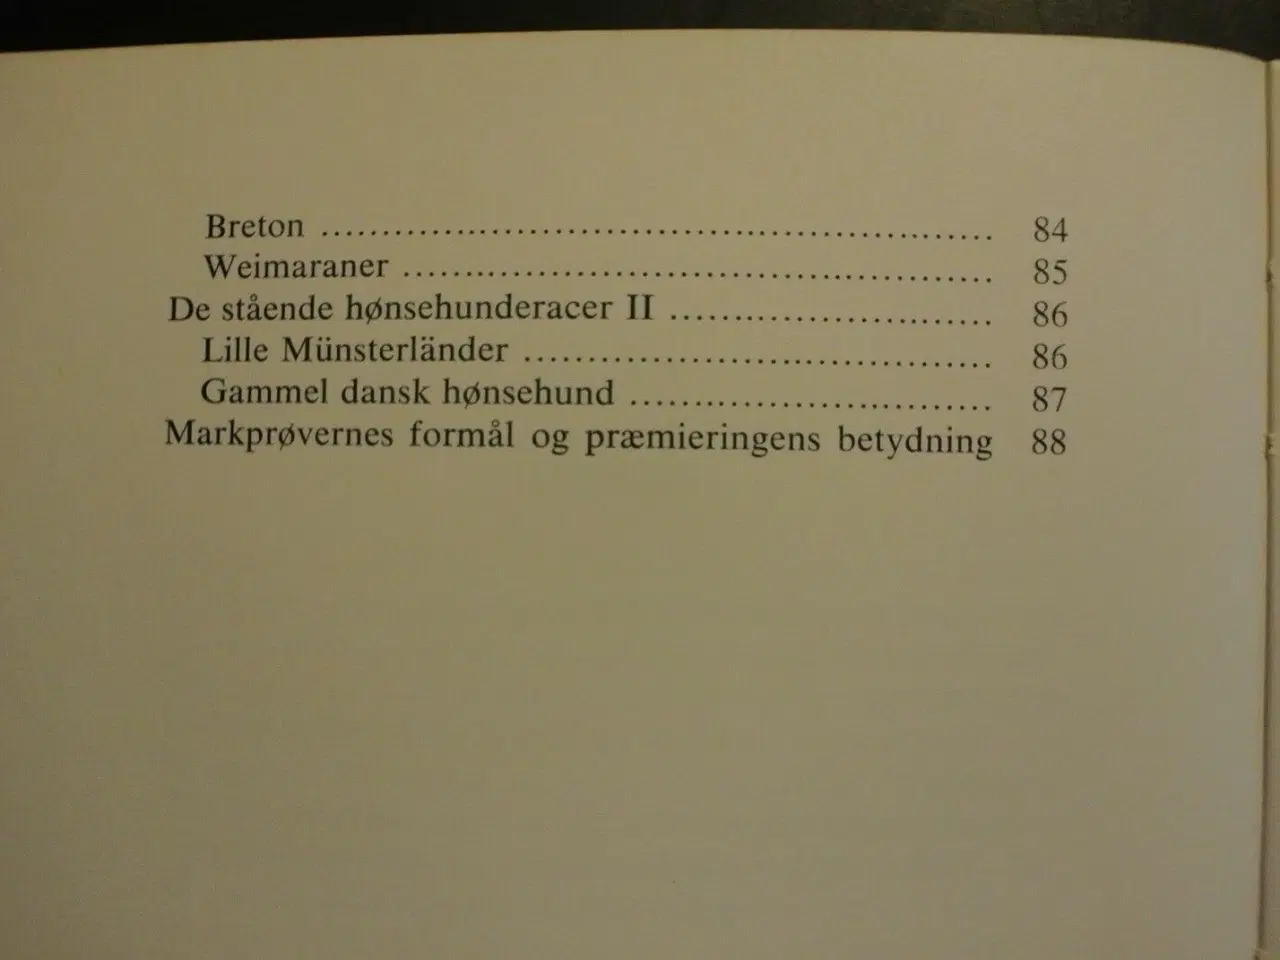 Breton ...................................................... 84
Weimaraner ................................................ 85
De stående hønsehunderacer II .......................... 86
Lille Münsterländer ...................................... 86
Gammel dansk hønsehund ............................. 87
Markprøvernes formål og præmieringens betydning 88